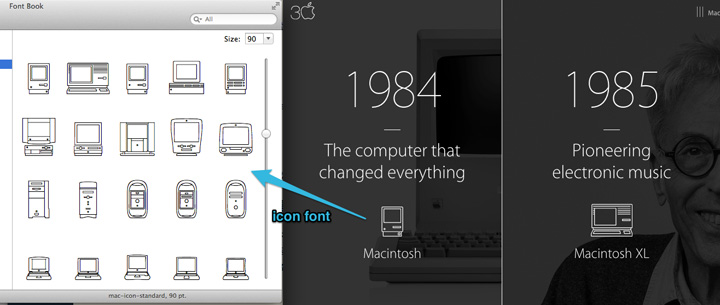 Font Book
All
Size: 90
mac-icon-standard, 90 pt.
icon font
30
1984
The computer that
changed everything
Macintosh
Mac
1985
Pioneering
electronic music
Macintosh XL